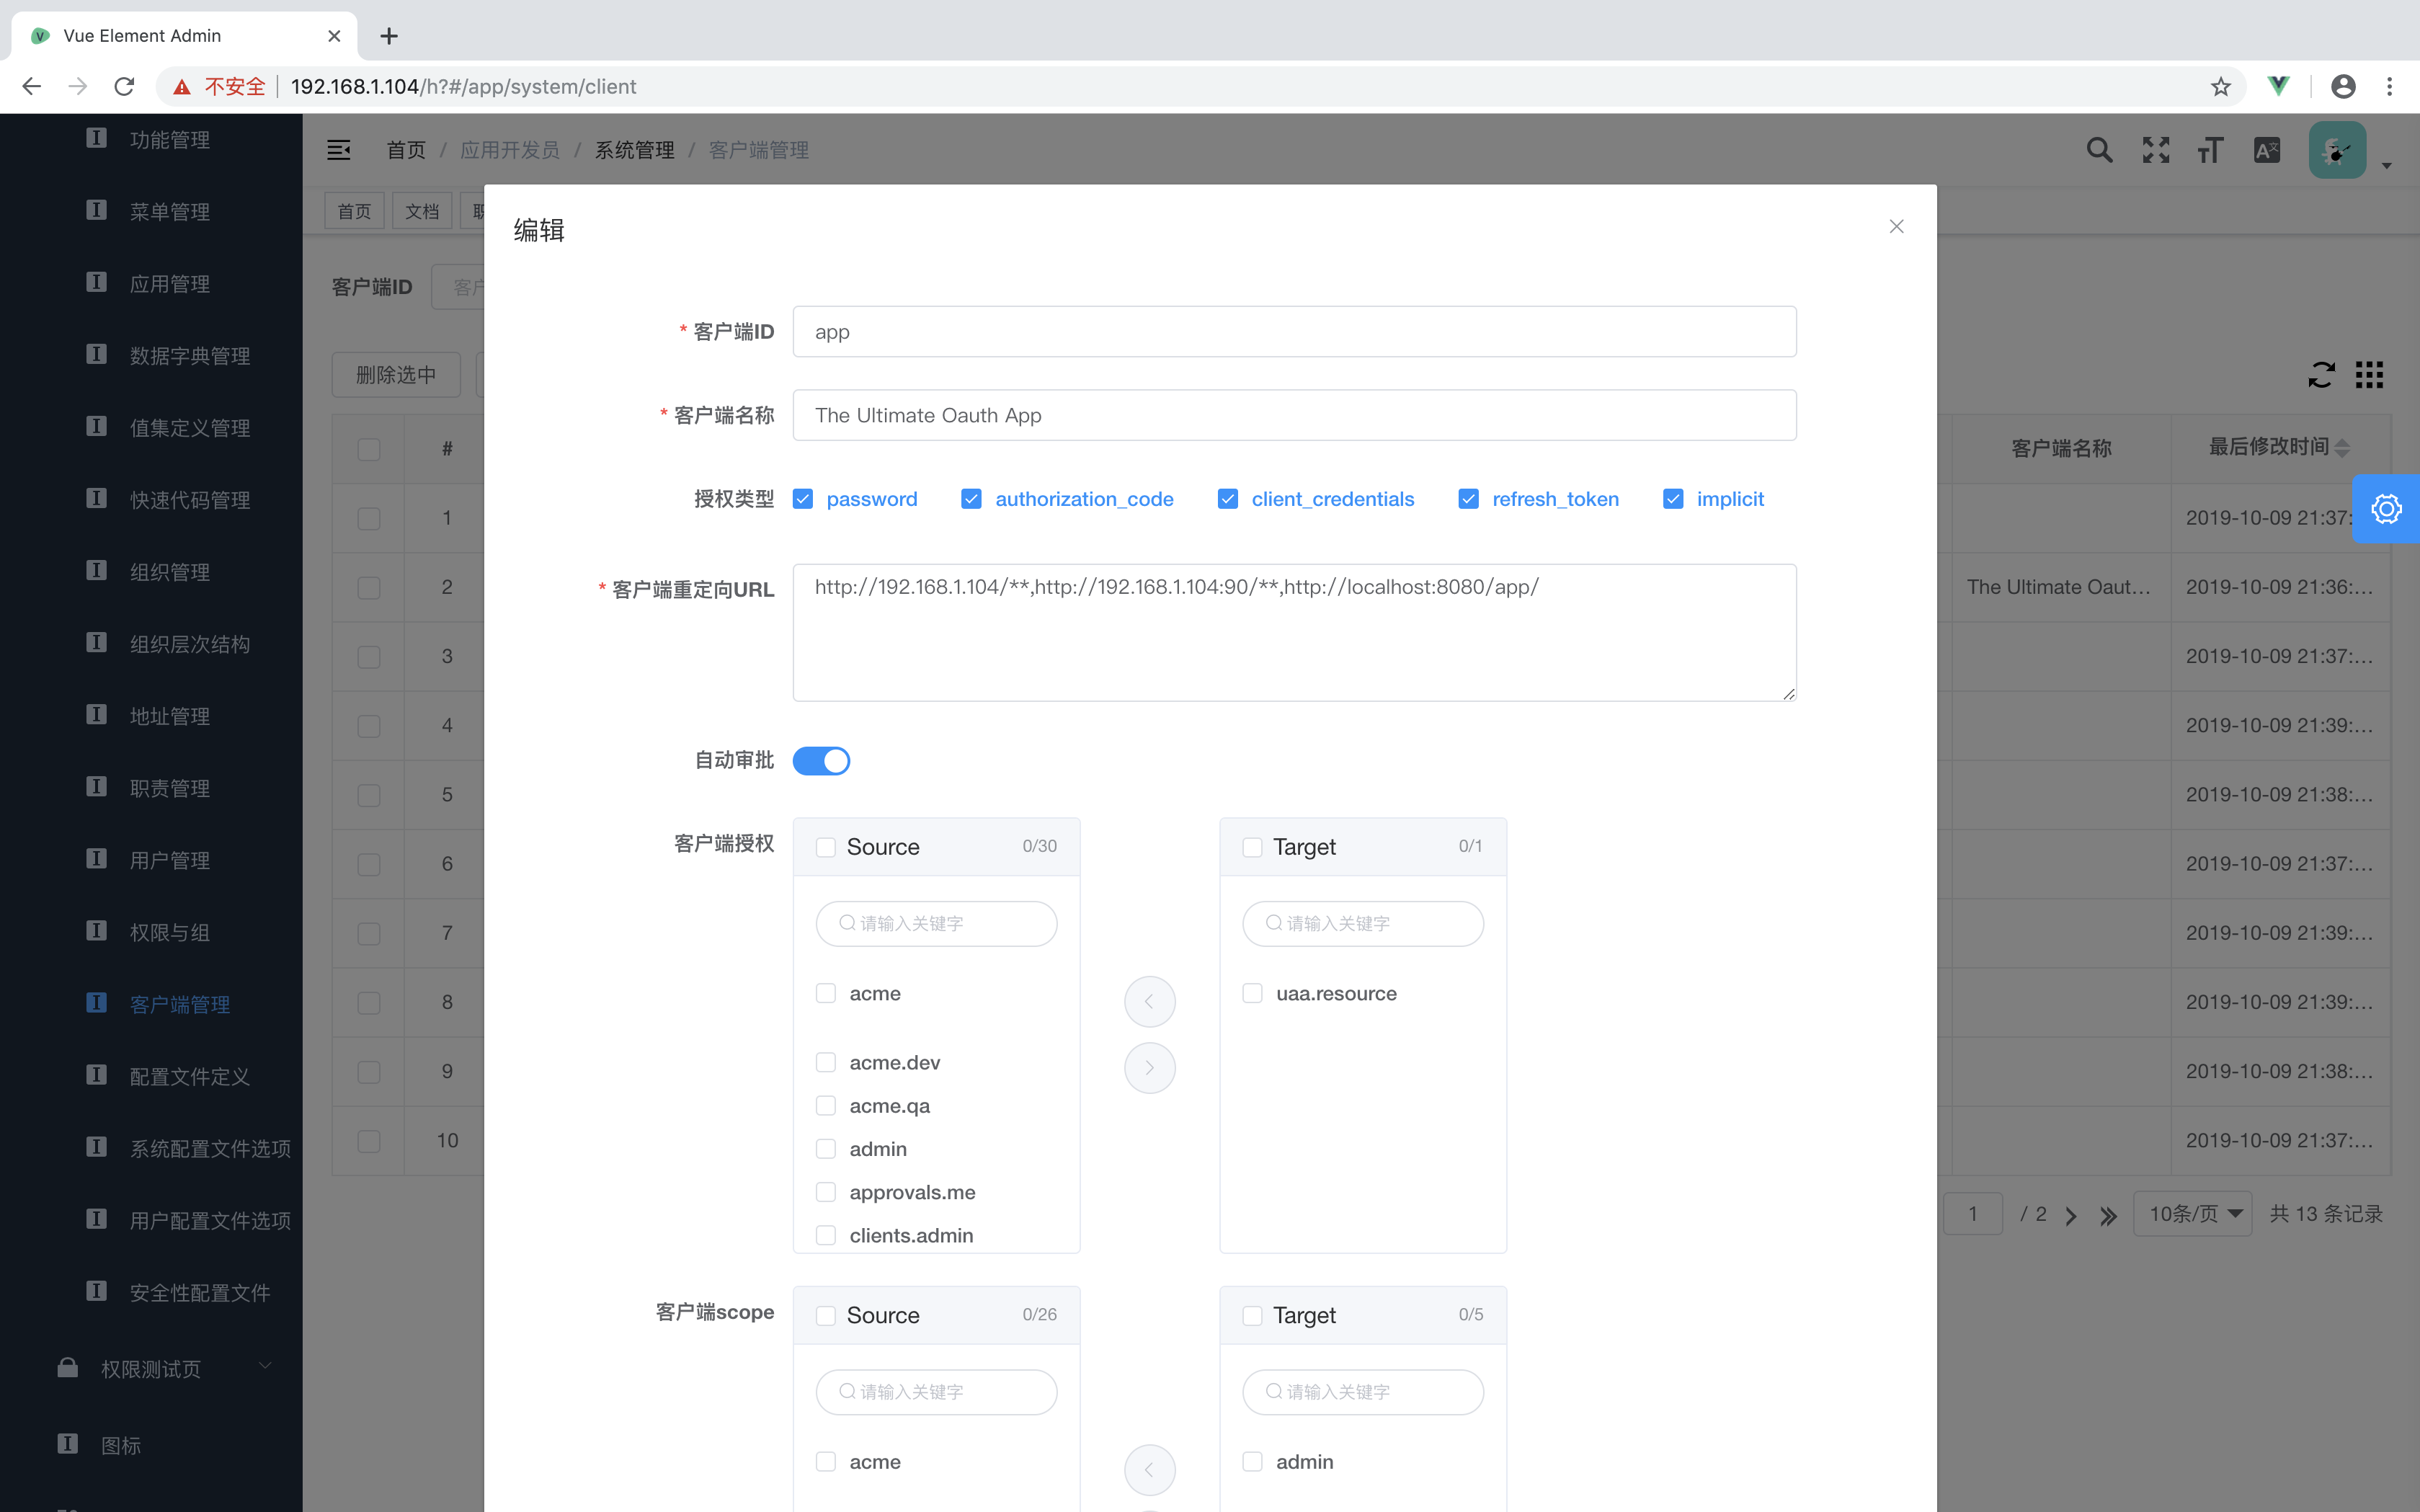 Vue Element Admin
不安全 192.168.1.104/h?#/app/system/client
功能管理
菜单管理
应用管理
数据字典管理
值集定义管理
快速代码管理
组织管理
组织层次结构
地址管理
职责管理
用户管理
权限与组
客户端管理
配置文件定义
系统配置文件选项
用户配置文件选项
安全性配置文件
权限测试页
图标
首页 / 应用开发员 / 系统管理 / 客户端管理
首页 文档
客户端ID
删除选中
#
1
2
3
4
5
6
7
8
9
10
编辑
* 客户端ID app
* 客户端名称 The Ultimate Oauth App
授权类型 password authorization_code client_credentials refresh_token implicit
* 客户端重定向URL http://192.168.1.104/**,http://192.168.1.104:90/**,http://localhost:8080/app/
自动审批
客户端授权
Source 0/30
请输入关键字
acme
acme.dev
acme.qa
admin
approvals.me
clients.admin
Target 0/1
请输入关键字
uaa.resource
客户端scope
Source 0/26
请输入关键字
acme
Target 0/5
请输入关键字
admin
客户端名称 最后修改时间
2019-10-09 21:37:
The Ultimate Oaut... 2019-10-09 21:36:...
2019-10-09 21:37:...
2019-10-09 21:39:...
2019-10-09 21:38:...
2019-10-09 21:37:...
2019-10-09 21:39:...
2019-10-09 21:39:...
2019-10-09 21:38:...
2019-10-09 21:37:...
1 / 2 10条/页 共 13 条记录